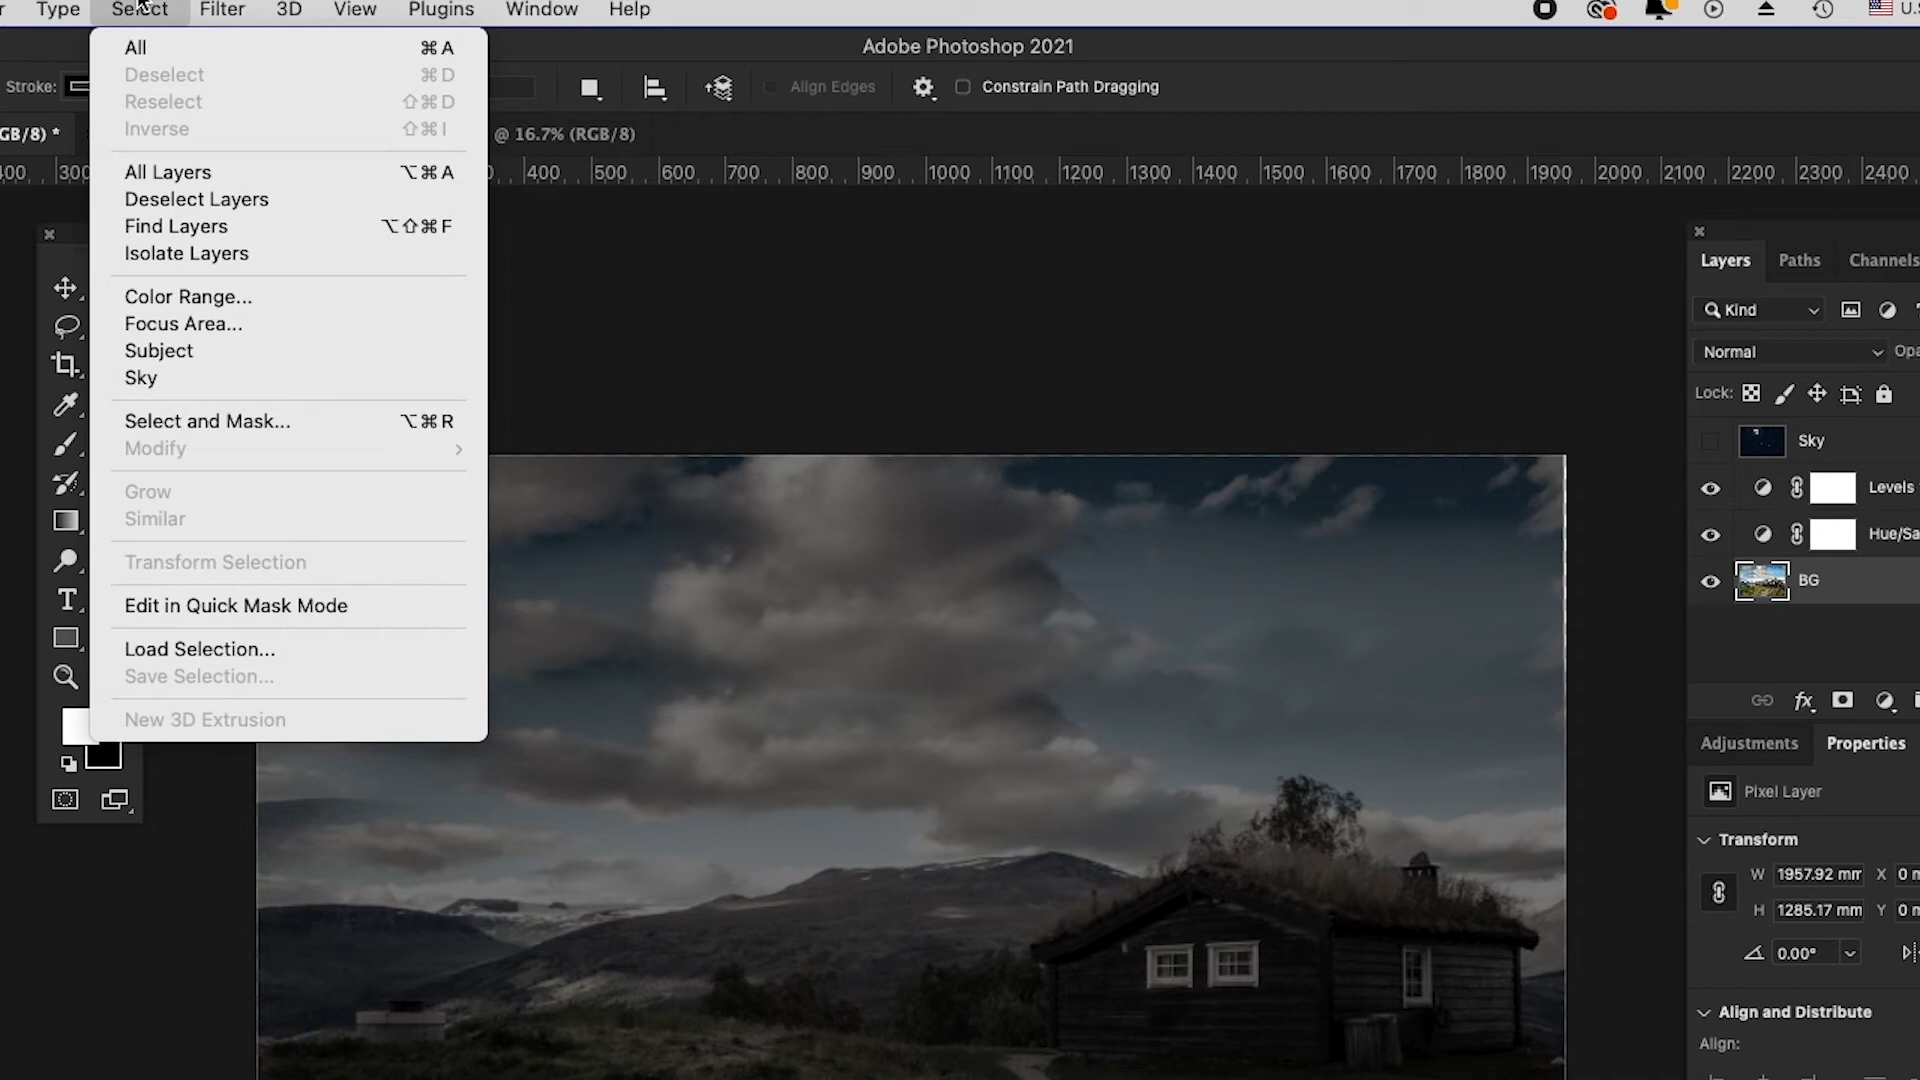 Type Select Filter 3D View Plugins Window Help
Adobe Photoshop 2021
Stroke: Align Edges Constrain Path Dragging
GB/8) * @ 16.7% (RGB/8)
300 400 500 600 700 800 900 1000 1100 1200 1300 1400 1500 1600 1700 1800 1900 2000 2100 2200 2300 2400
All ⌘A
Deselect ⌘D
Reselect ⇧⌘D
Inverse ⇧⌘I
All Layers ⌥⌘A
Deselect Layers
Find Layers ⌥⇧⌘F
Isolate Layers
Color Range...
Focus Area...
Subject
Sky
Select and Mask... ⌥⌘R
Modify
Grow
Similar
Transform Selection
Edit in Quick Mask Mode
Load Selection...
Save Selection...
New 3D Extrusion
Layers Paths Channels
Kind
Normal Opa
Lock:
Sky
Levels
Hue/Sa
BG
fx
Adjustments Properties
Pixel Layer
Transform
W 1957.92 mm X 0 m
H 1285.17 mm Y 0 m
0.00°
Align and Distribute
Align: